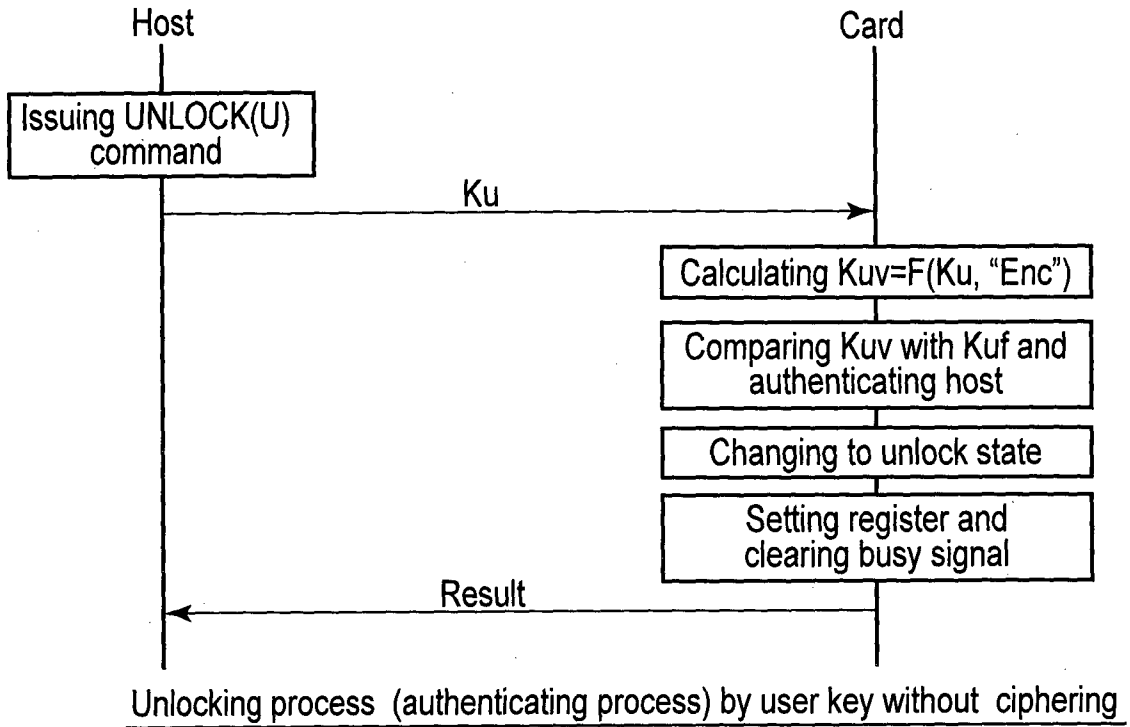 Host
Card
Issuing UNLOCK(U)
command
Ku
Calculating Kuv=F(Ku, “Enc”)
Comparing Kuv with Kuf and
authenticating host
Changing to unlock state
Setting register and
clearing busy signal
Result
Unlocking process (authenticating process) by user key without ciphering